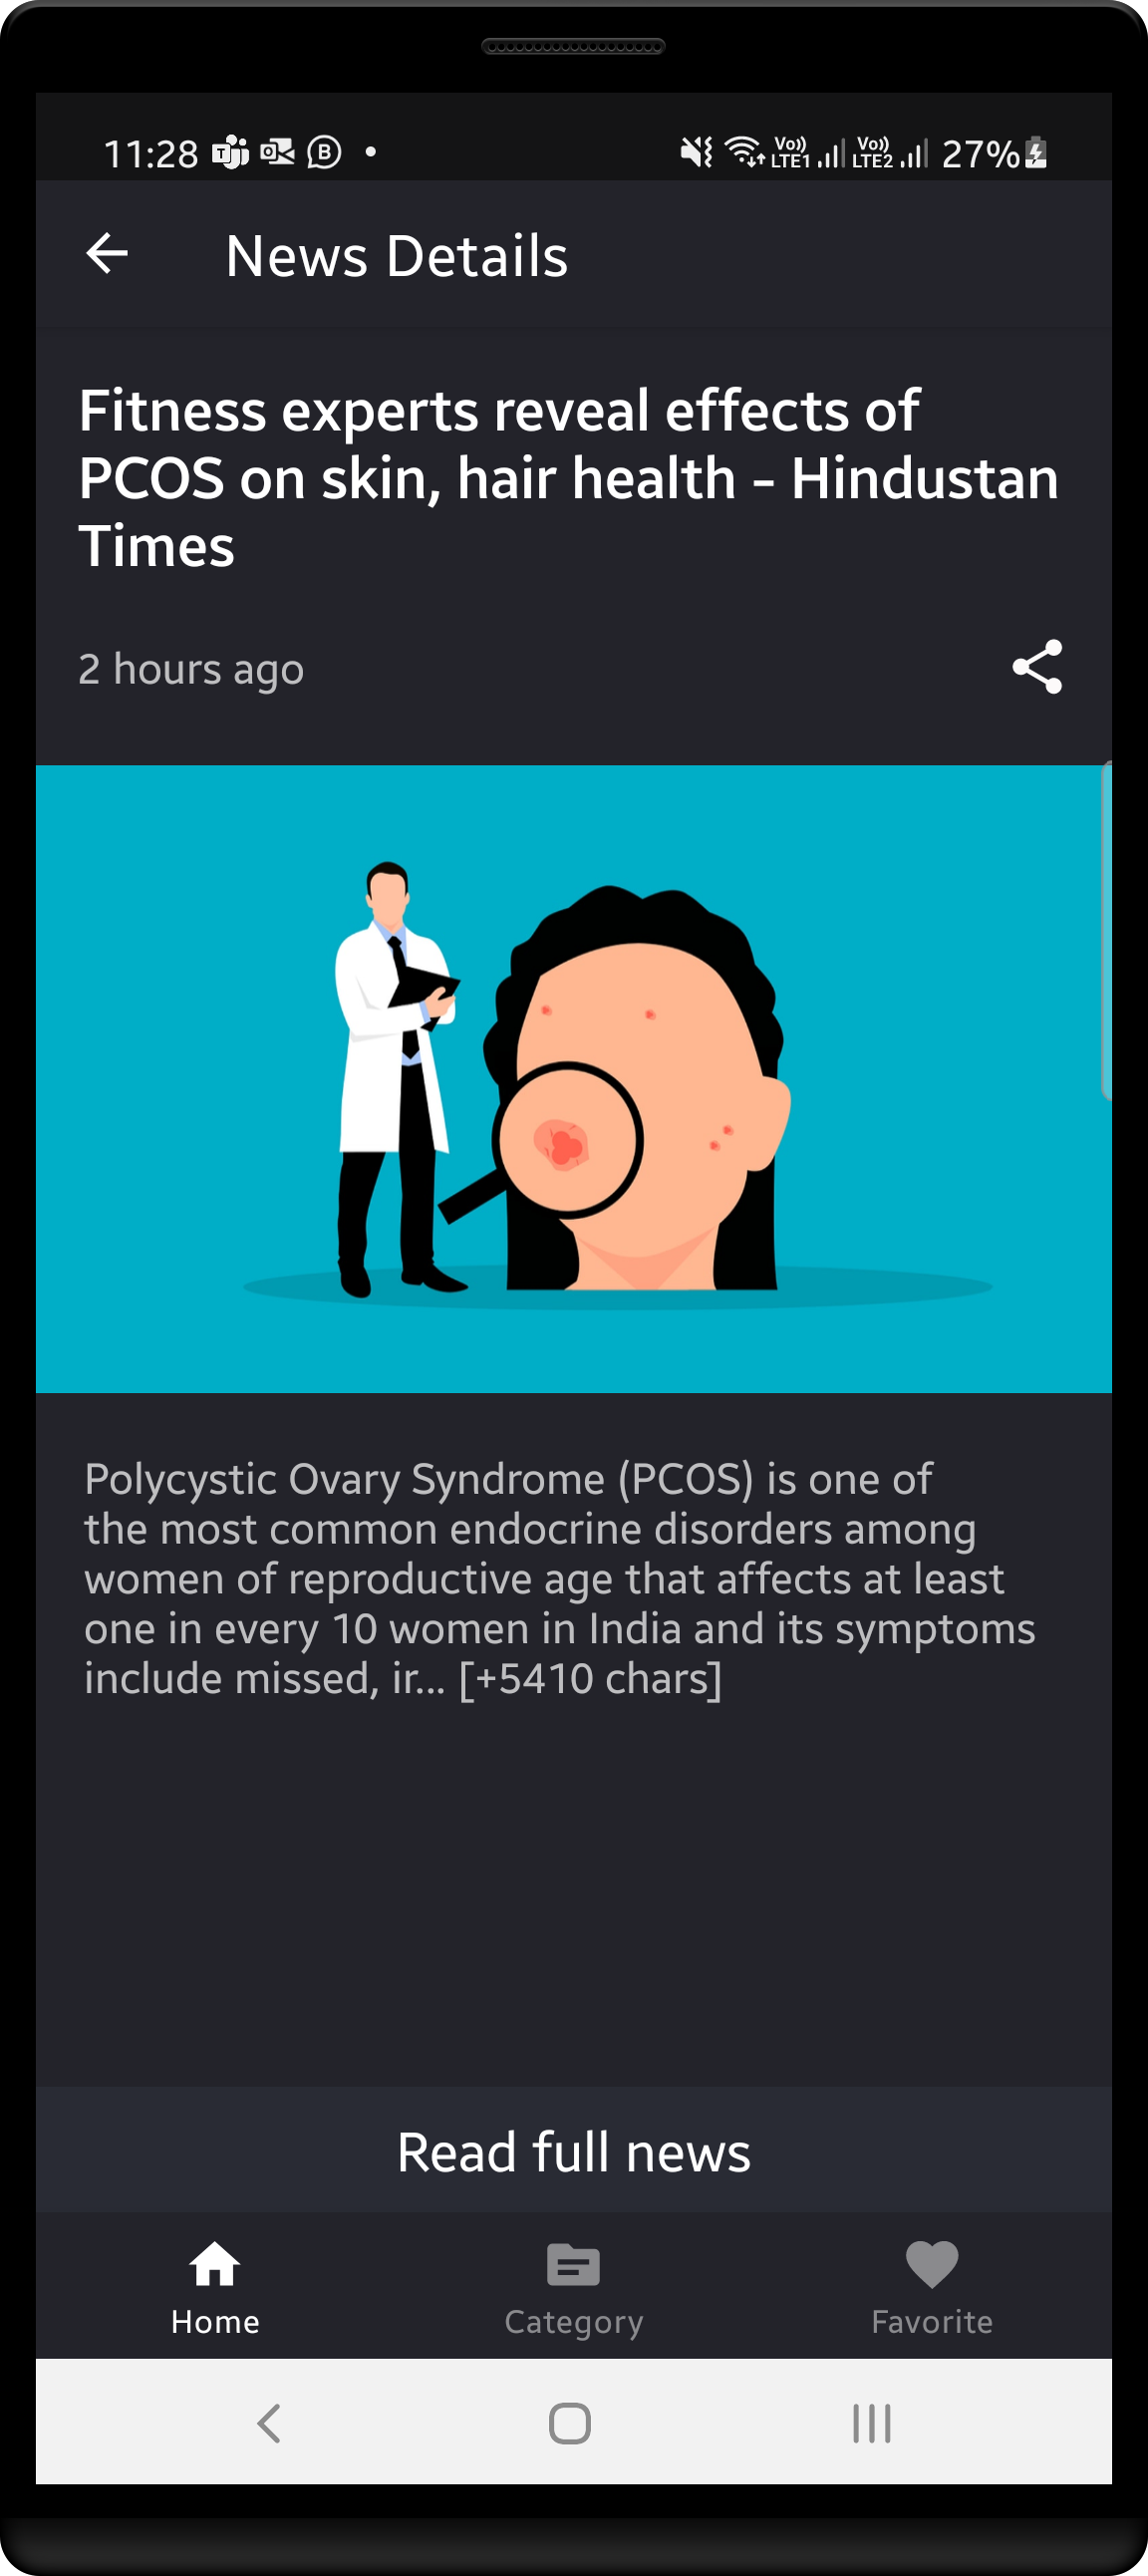 11:28
Vo)) LTE1 Vo)) LTE2 27%
News Details
Fitness experts reveal effects of
PCOS on skin, hair health - Hindustan
Times
2 hours ago
Polycystic Ovary Syndrome (PCOS) is one of
the most common endocrine disorders among
women of reproductive age that affects at least
one in every 10 women in India and its symptoms
include missed, ir... [+5410 chars]
Read full news
Home Category Favorite